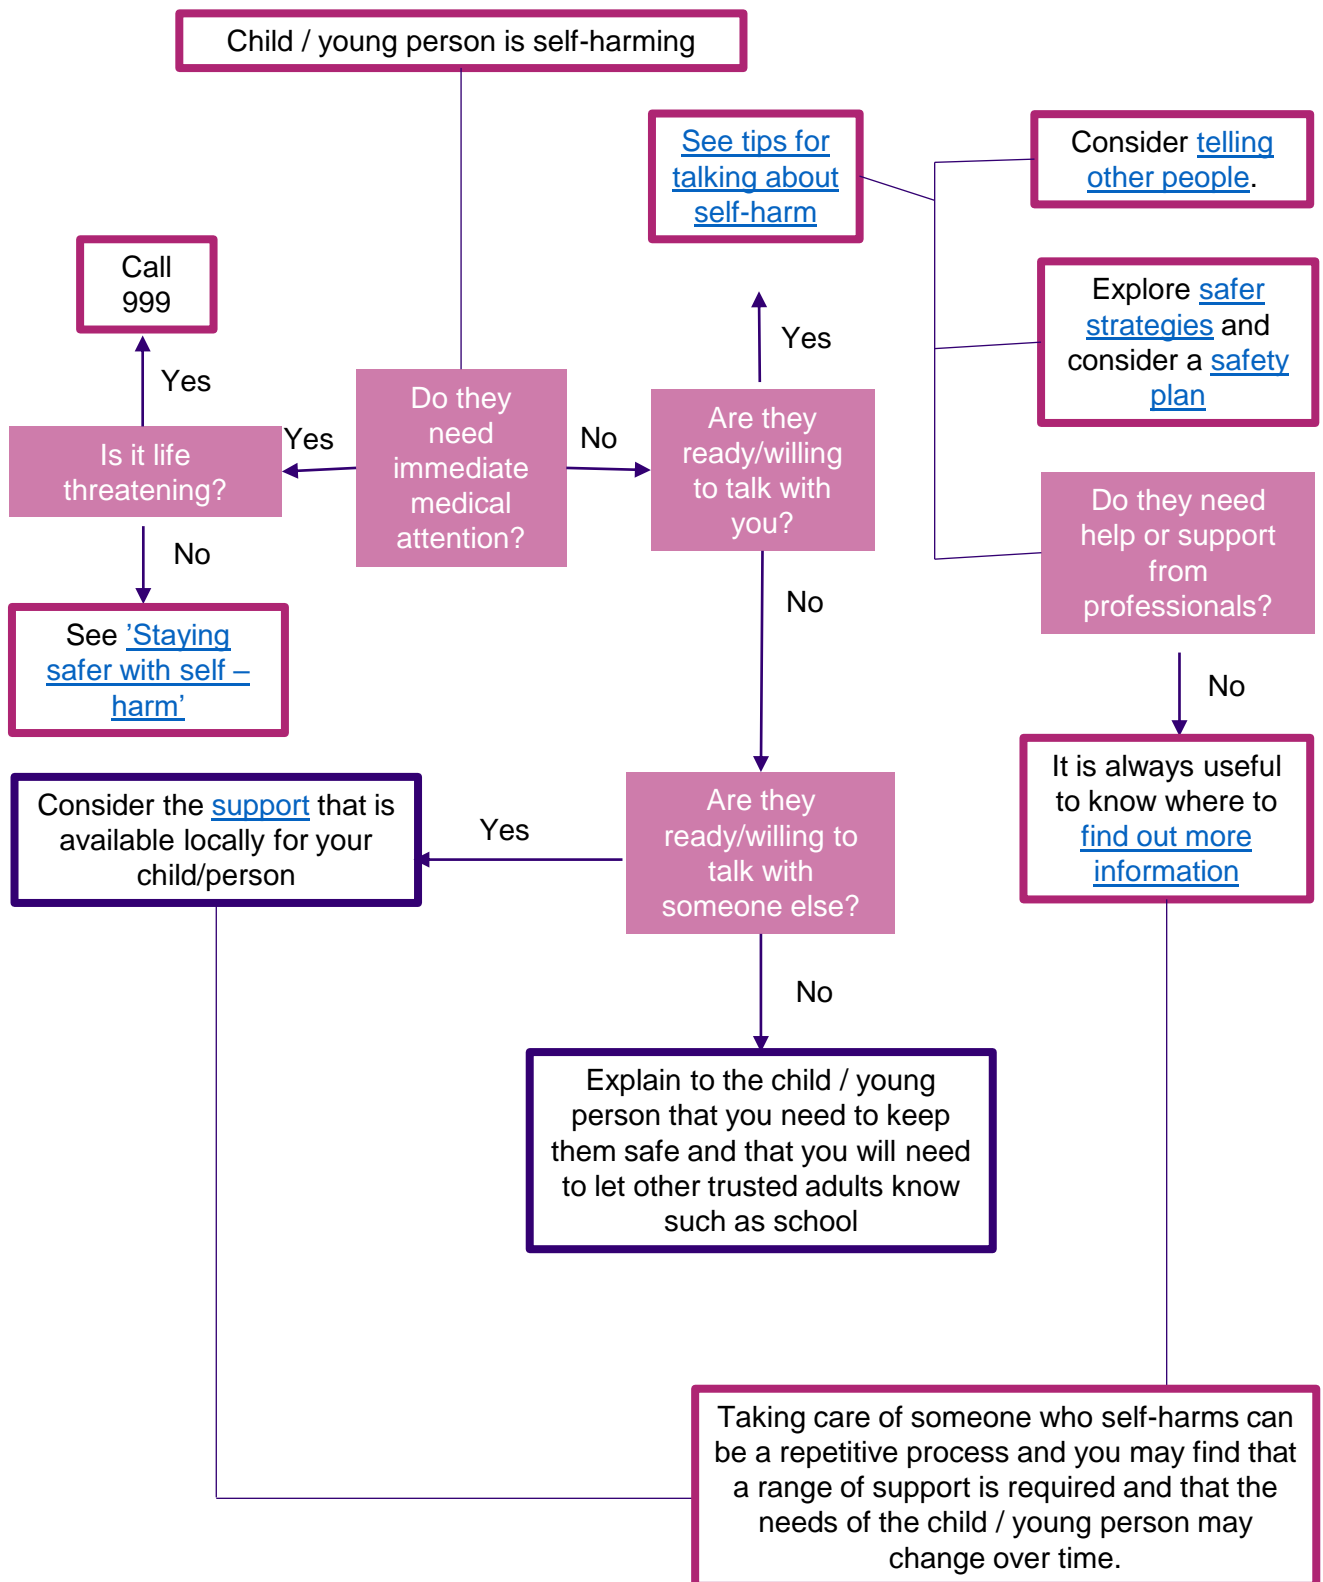 Child / young person is self-harming
See tips for
talking about
self-harm
Consider telling
other people.
Call
999
Explore safer
strategies and
consider a safety
plan
Yes
Yes
Do they
need
immediate
medical
attention?
Yes
No
Are they
ready/willing
to talk with
you?
Is it life
threatening?
Do they need
help or support
from
professionals?
No
No
See ’Staying
safer with self –
harm’
No
It is always useful
to know where to
find out more
information
Consider the support that is
available locally for your
child/person
Yes
Are they
ready/willing to
talk with
someone else?
No
Explain to the child / young
person that you need to keep
them safe and that you will need
to let other trusted adults know
such as school
Taking care of someone who self-harms can
be a repetitive process and you may find that
a range of support is required and that the
needs of the child / young person may
change over time.